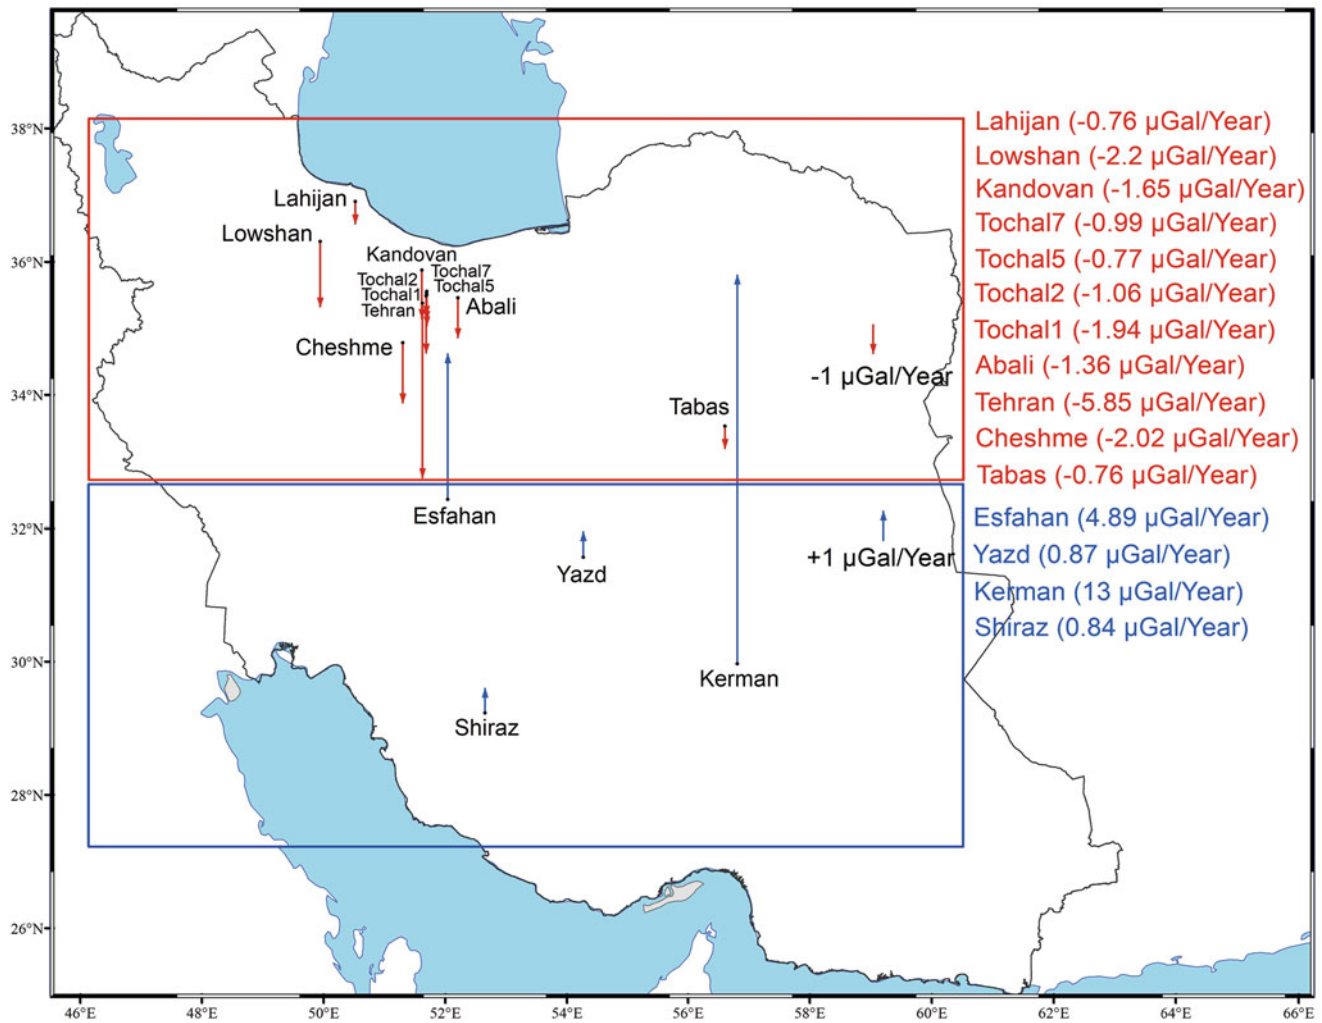 38°N
36°N
34°N
32°N
30°N
28°N
26°N
46°E
48°E
50°E
52°E
54°E
56°E
58°E
60°E
62°E
64°E
66°E
Lahijan
Lowshan
Kandovan
Tochal7
Tochal2
Tochal5
Tochal1
Tehran
Abali
Cheshme
-1 µGal/Year
Tabas
Esfahan
Yazd
+1 µGal/Year
Kerman
Shiraz
Lahijan (-0.76 µGal/Year)
Lowshan (-2.2 µGal/Year)
Kandovan (-1.65 µGal/Year)
Tochal7 (-0.99 µGal/Year)
Tochal5 (-0.77 µGal/Year)
Tochal2 (-1.06 µGal/Year)
Tochal1 (-1.94 µGal/Year)
Abali (-1.36 µGal/Year)
Tehran (-5.85 µGal/Year)
Cheshme (-2.02 µGal/Year)
Tabas (-0.76 µGal/Year)
Esfahan (4.89 µGal/Year)
Yazd (0.87 µGal/Year)
Kerman (13 µGal/Year)
Shiraz (0.84 µGal/Year)